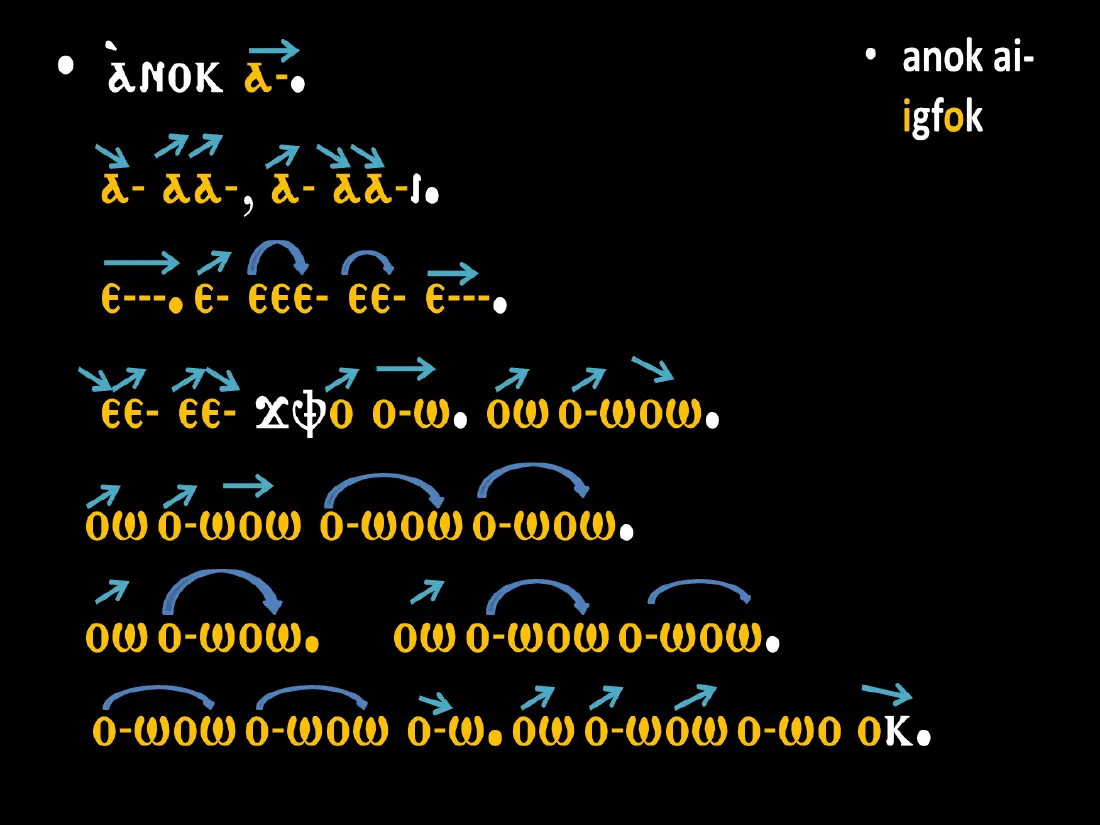 • ⲁ̀ⲛⲟⲕ ⲁ-.
ⲁ- ⲁⲁ-, ⲁ- ⲁⲁ-ⲓ.
ⲉ---. ⲉ- ⲉⲉⲉ- ⲉⲉ- ⲉ---.
ⲉⲉ- ⲉⲉ- ϫⲫⲟ ⲟ-ⲱ. ⲟⲱ ⲟ-ⲱⲟⲱ.
ⲟⲱ ⲟ-ⲱⲟⲱ ⲟ-ⲱⲟⲱ ⲟ-ⲱⲟⲱ.
ⲟⲱ ⲟ-ⲱⲟⲱ. ⲟⲱ ⲟ-ⲱⲟⲱ ⲟ-ⲱⲟⲱ.
ⲟ-ⲱⲟⲱ ⲟ-ⲱⲟⲱ ⲟ-ⲱ. ⲟⲱ ⲟ-ⲱⲟⲱ ⲟ-ⲱⲟ ⲟⲕ.
• anok ai-
igfok